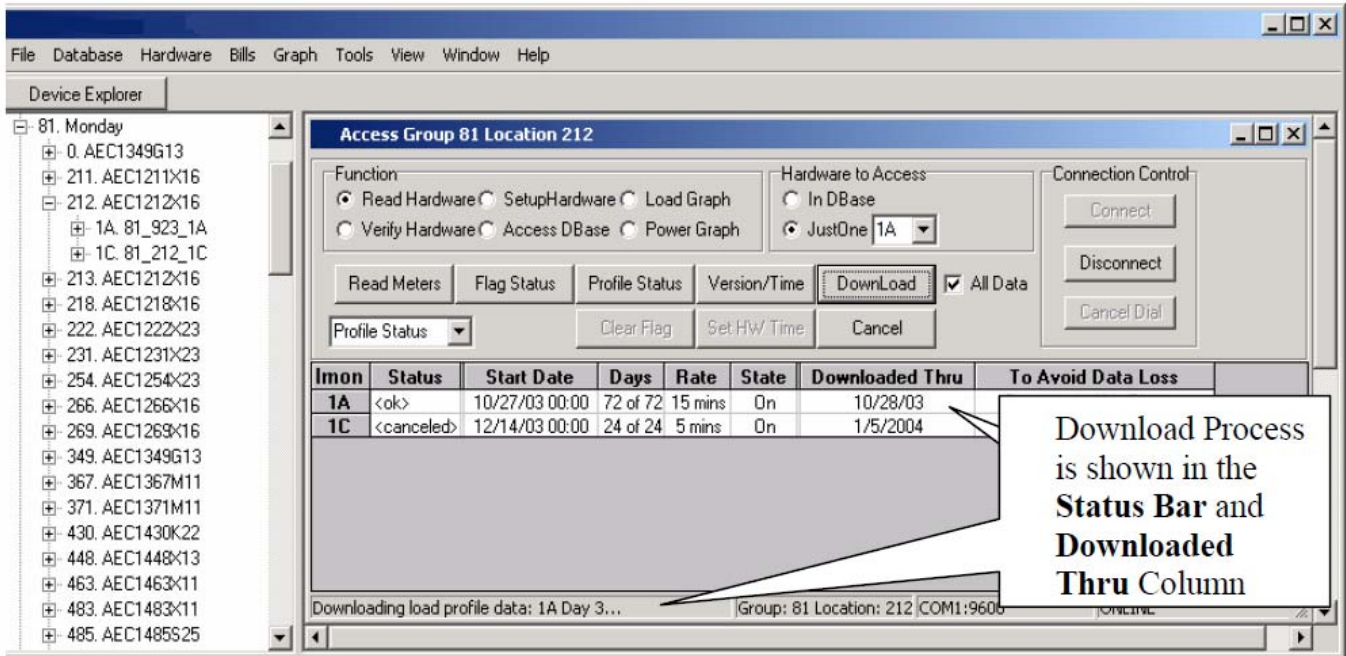 File Database Hardware Bills Graph Tools View Window Help
Device Explorer
81. Monday
0. AEC1349G13
211. AEC1211X16
212. AEC1212X16
1A. 81_923_1A
1C. 81_212_1C
213. AEC1212X16
218. AEC1218X16
222. AEC1222X23
231. AEC1231X23
254. AEC1254X23
266. AEC1266X16
269. AEC1269X16
349. AEC1349G13
367. AEC1367M11
371. AEC1371M11
430. AEC1430K22
448. AEC1448X13
463. AEC1463X11
483. AEC1483X11
485. AEC1485S25
Access Group 81 Location 212
Function
Read Hardware SetupHardware Load Graph
Verify Hardware Access DBase Power Graph
Hardware to Access
In DBase
JustOne 1A
Connection Control
Connect
Disconnect
Cancel Dial
Read Meters Flag Status Profile Status Version/Time DownLoad All Data
Profile Status Clear Flag Set HW Time Cancel
Imon Status Start Date Days Rate State Downloaded Thru To Avoid Data Loss
1A <ok> 10/27/03 00:00 72 of 72 15 mins On 10/28/03
1C <canceled> 12/14/03 00:00 24 of 24 5 mins On 1/5/2004
Download Process
is shown in the
Status Bar and
Downloaded
Thru Column
Downloading load profile data: 1A Day 3... Group: 81 Location: 212 COM1:9600 ONLINE